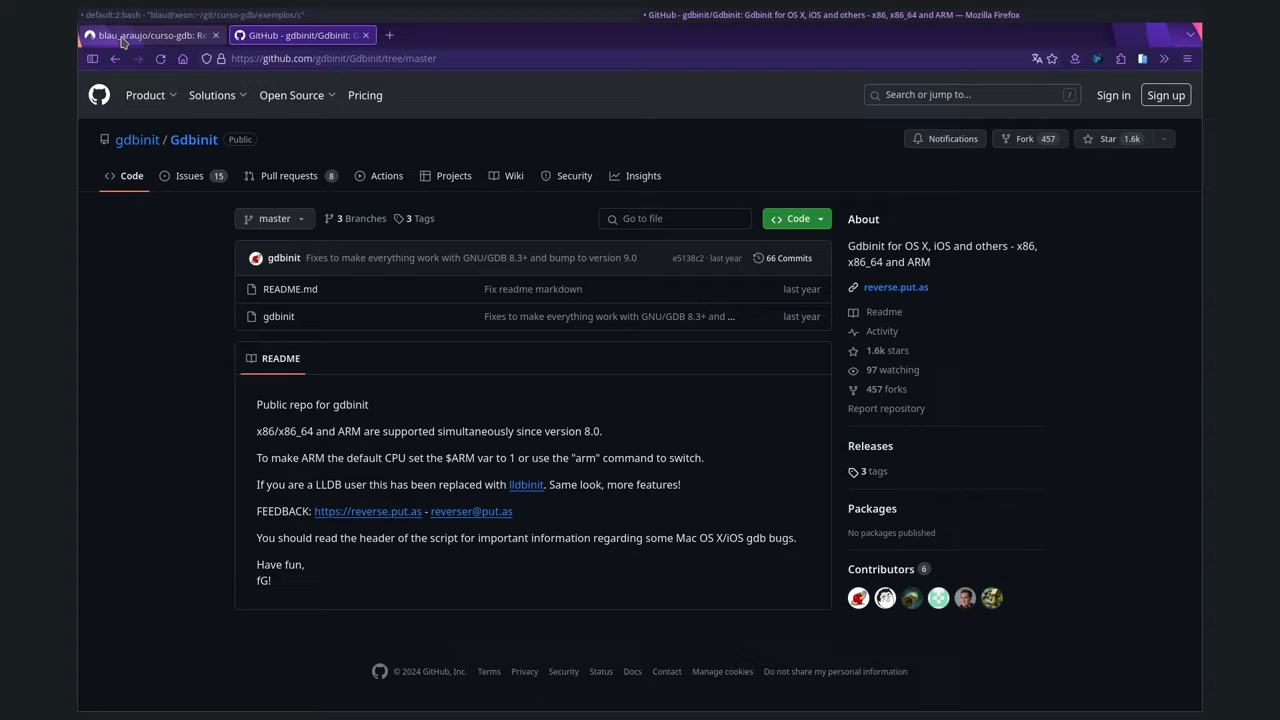 • default:2:bash - "blau@xeon:~/git/curso-gdb/exemplos/c"
• GitHub - gdbinit/Gdbinit: Gdbinit for OS X, iOS and others - x86, x86_64 and ARM — Mozilla Firefox
blau_araujo/curso-gdb: Re
GitHub - gdbinit/Gdbinit: G
https://github.com/gdbinit/Gdbinit/tree/master
Product
Solutions
Open Source
Pricing
Search or jump to...
/
Sign in
Sign up
gdbinit / Gdbinit
Public
Notifications
Fork 457
Star 1.6k
Code
Issues 15
Pull requests 8
Actions
Projects
Wiki
Security
Insights
master
3 Branches
3 Tags
Go to file
Code
About
Gdbinit for OS X, iOS and others - x86,
x86_64 and ARM
gdbinit Fixes to make everything work with GNU/GDB 8.3+ and bump to version 9.0
e5138c2 · last year
66 Commits
README.md
Fix readme markdown
last year
gdbinit
Fixes to make everything work with GNU/GDB 8.3+ and ...
last year
reverse.put.as
Readme
Activity
1.6k stars
97 watching
457 forks
Report repository
README
Public repo for gdbinit
x86/x86_64 and ARM are supported simultaneously since version 8.0.
To make ARM the default CPU set the $ARM var to 1 or use the "arm" command to switch.
If you are a LLDB user this has been replaced with lldbinit. Same look, more features!
FEEDBACK: https://reverse.put.as - reverser@put.as
You should read the header of the script for important information regarding some Mac OS X/iOS gdb bugs.
Have fun,
fG!
Releases
3 tags
Packages
No packages published
Contributors 6
© 2024 GitHub, Inc.
Terms
Privacy
Security
Status
Docs
Contact
Manage cookies
Do not share my personal information